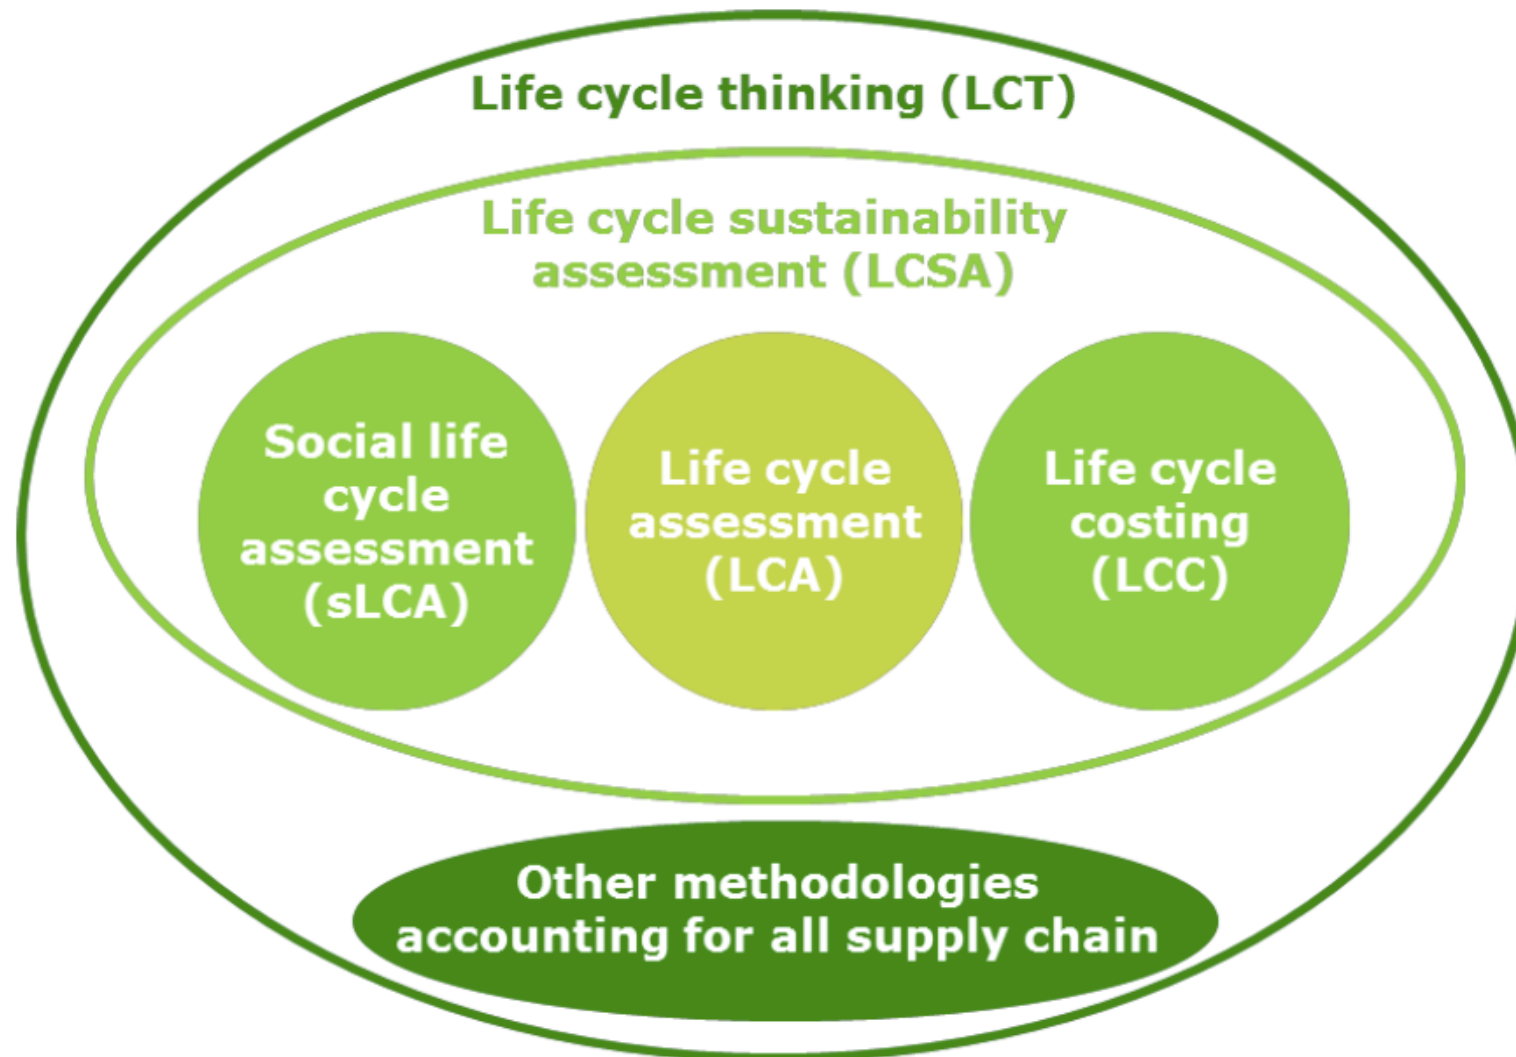 Life cycle thinking (LCT)
Life cycle sustainability
assessment (LCSA)
Social life
cycle
assessment
(sLCA)
Life cycle
assessment
(LCA)
Life cycle
costing
(LCC)
Other methodologies
accounting for all supply chain